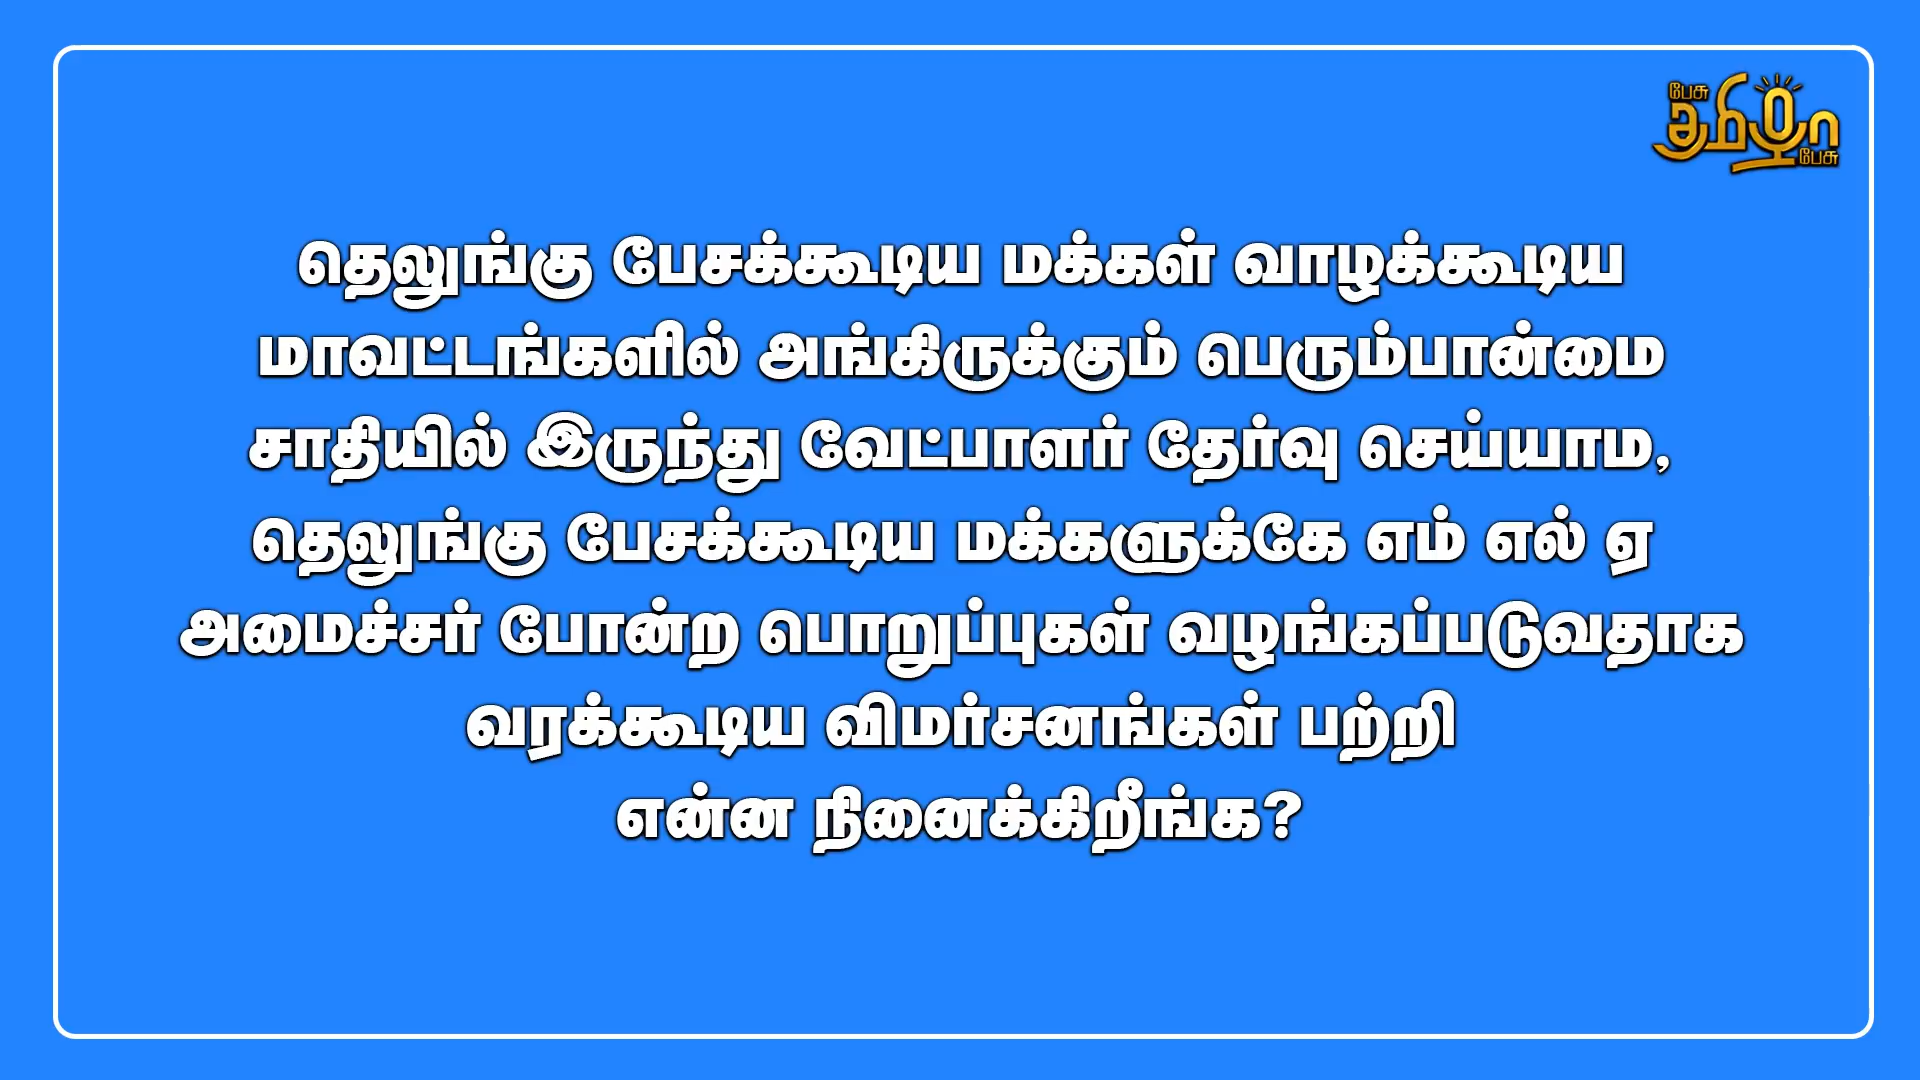 பேசு
தமிழா
பேசு
தெலுங்கு பேசக்கூடிய மக்கள் வாழக்கூடிய
மாவட்டங்களில் அங்கிருக்கும் பெரும்பான்மை
சாதியில் இருந்து வேட்பாளர் தேர்வு செய்யாம,
தெலுங்கு பேசக்கூடிய மக்களுக்கே எம் எல் ஏ
அமைச்சர் போன்ற பொறுப்புகள் வழங்கப்படுவதாக
வரக்கூடிய விமர்சனங்கள் பற்றி
என்ன நினைக்கிறீங்க?